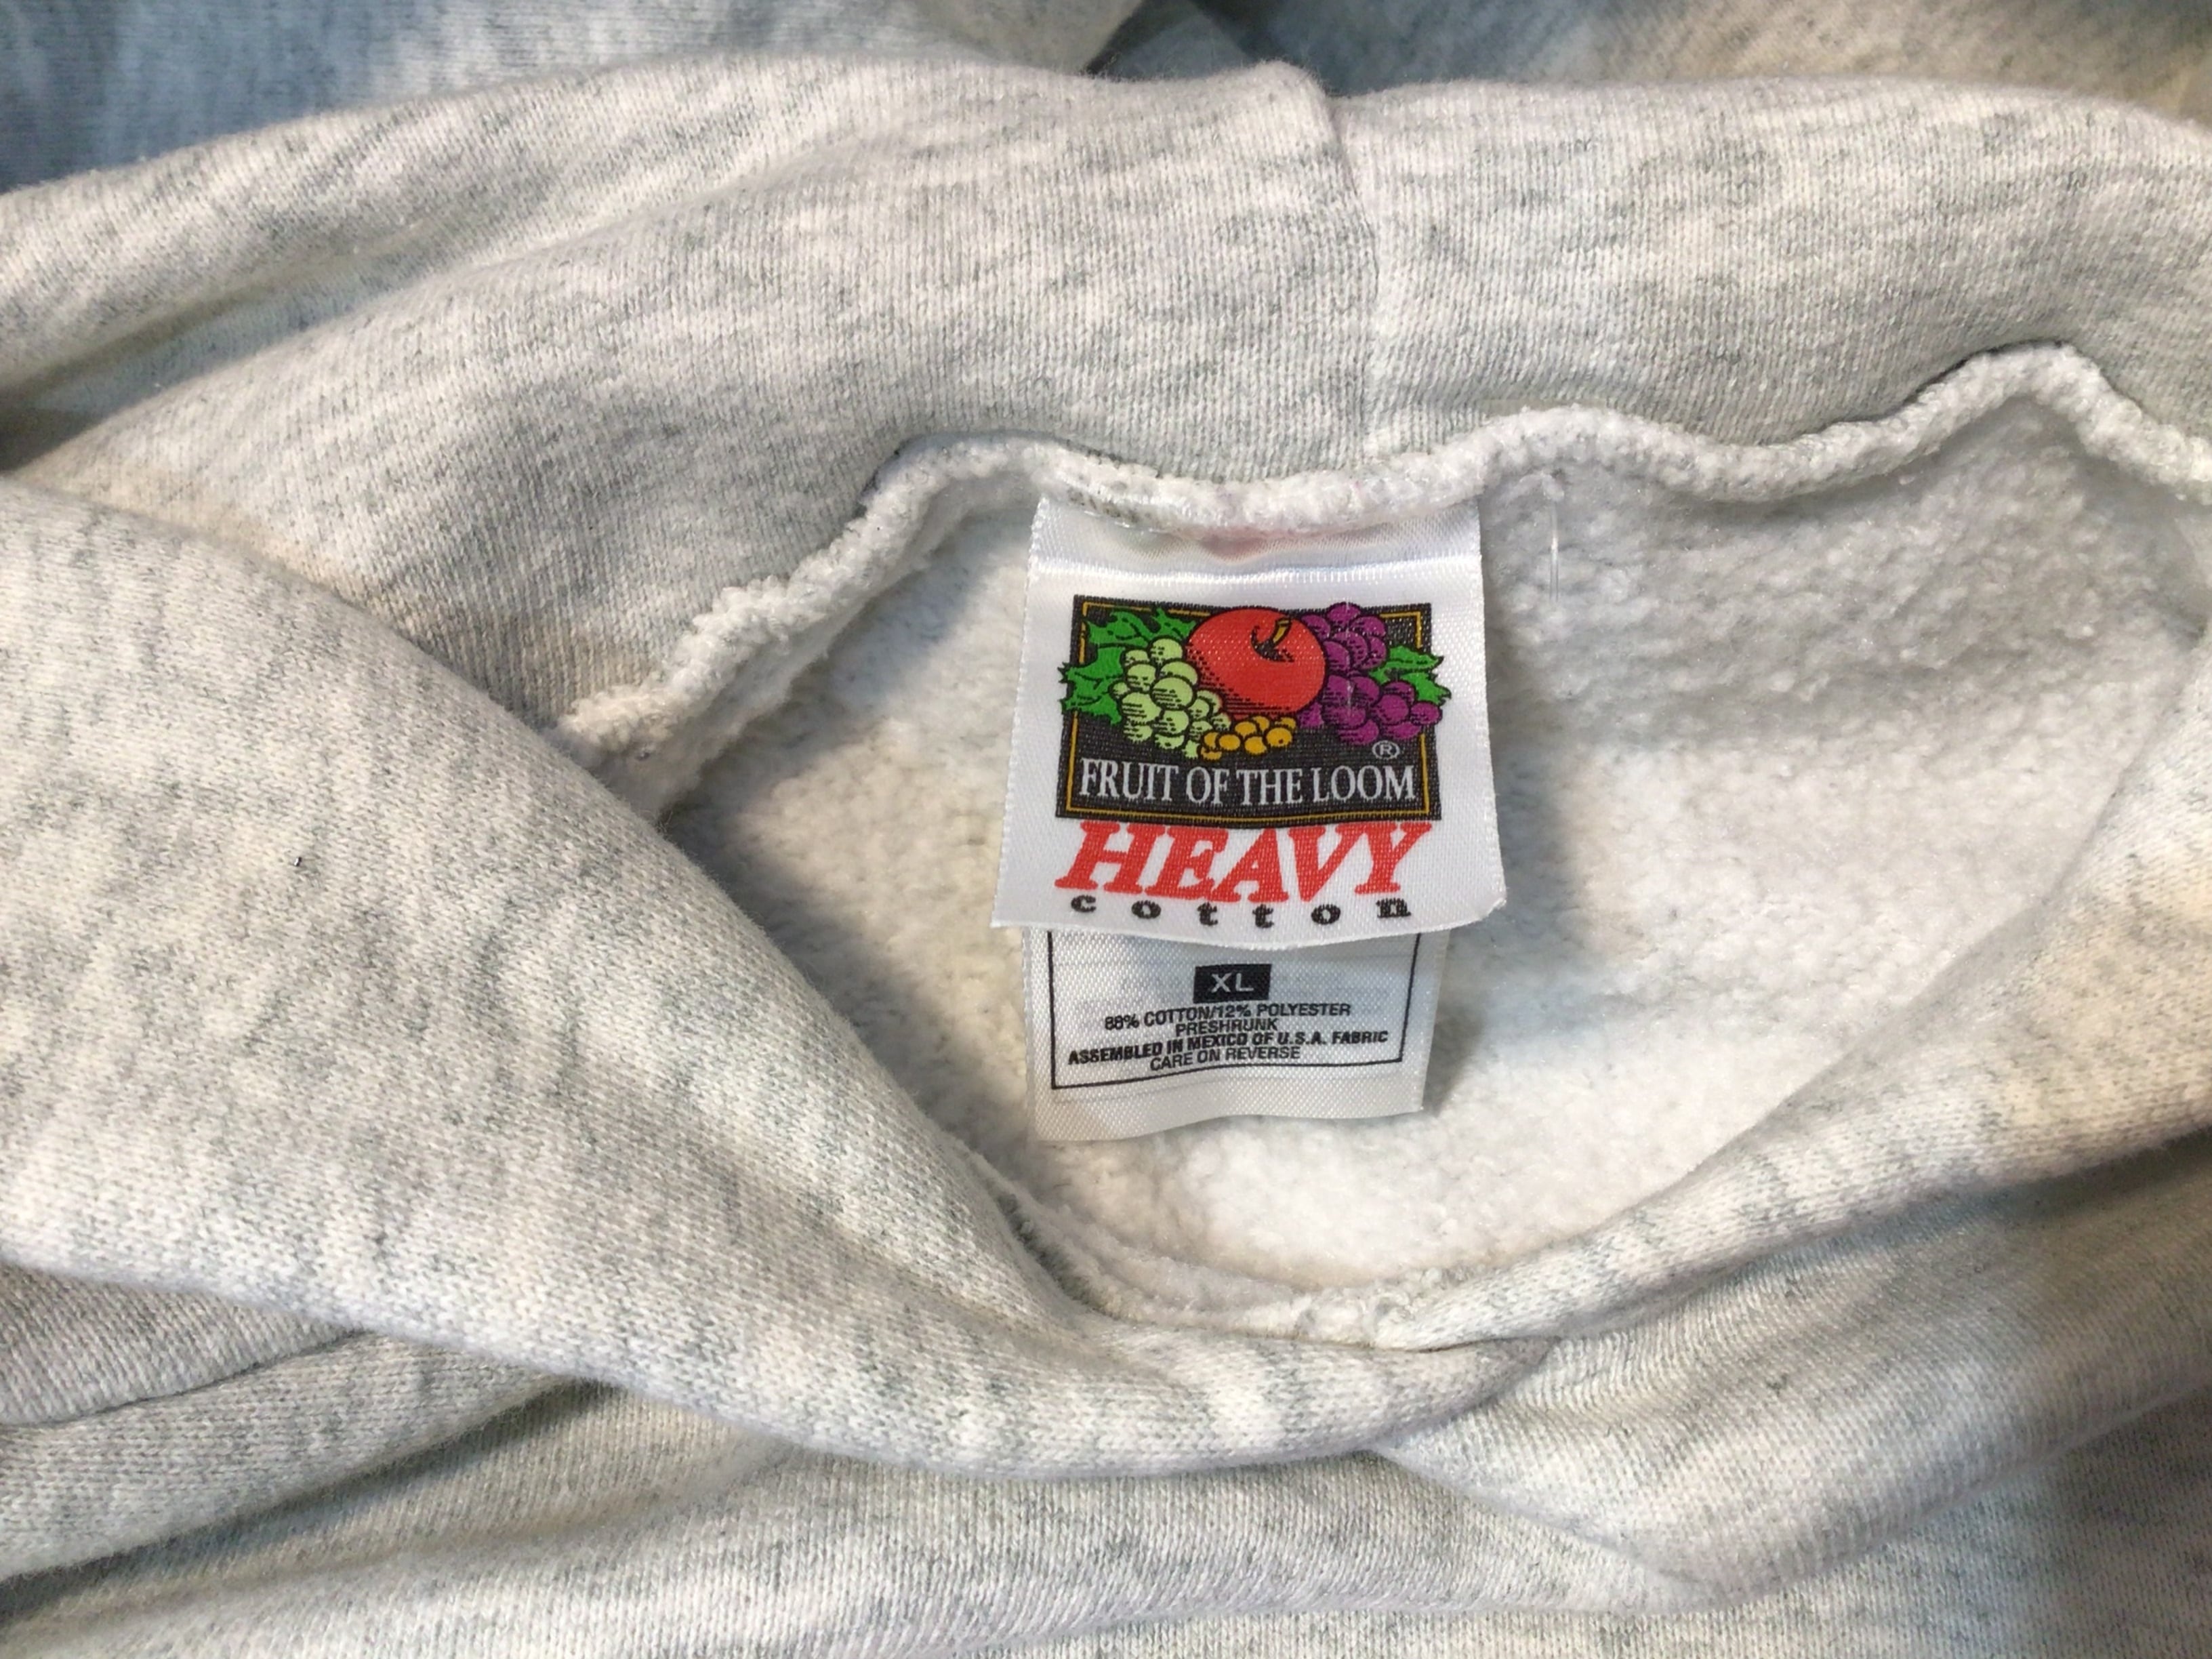 ®
FRUIT OF THE LOOM
HEAVY
cotton
XL
88% COTTON/12% POLYESTER
PRESHRUNK
ASSEMBLED IN MEXICO OF U.S.A. FABRIC
CARE ON REVERSE